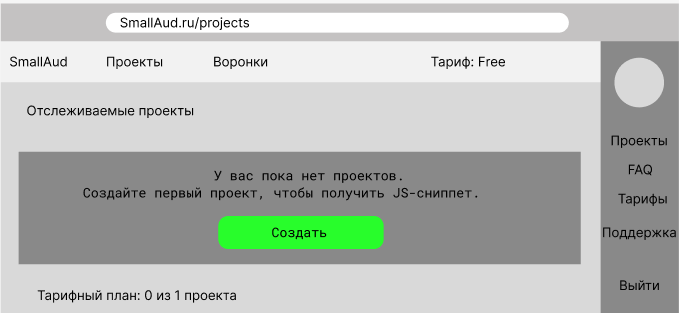 SmallAud.ru/projects
SmallAud Проекты Воронки Тариф: Free
Отслеживаемые проекты
У вас пока нет проектов.
Создайте первый проект, чтобы получить JS-сниппет.
Создать
Тарифный план: 0 из 1 проекта
Проекты
FAQ
Тарифы
Поддержка
Выйти